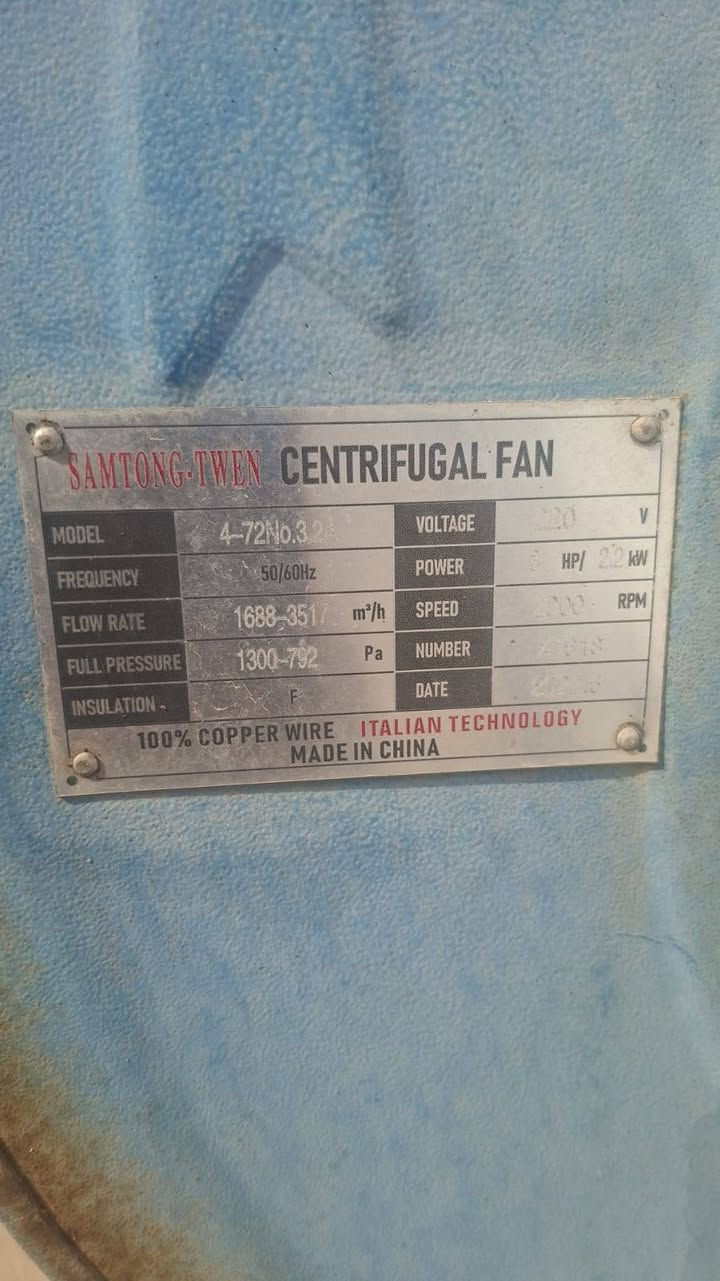 SAMTONG-TWEN CENTRIFUGAL FAN
MODEL 4-72No.3.2A VOLTAGE V
FREQUENCY 50/60Hz POWER HP/ 2.2 kW
FLOW RATE 1688-3517 m³/h SPEED RPM
FULL PRESSURE 1300-792 Pa NUMBER
INSULATION F DATE
100% COPPER WIRE ITALIAN TECHNOLOGY
MADE IN CHINA